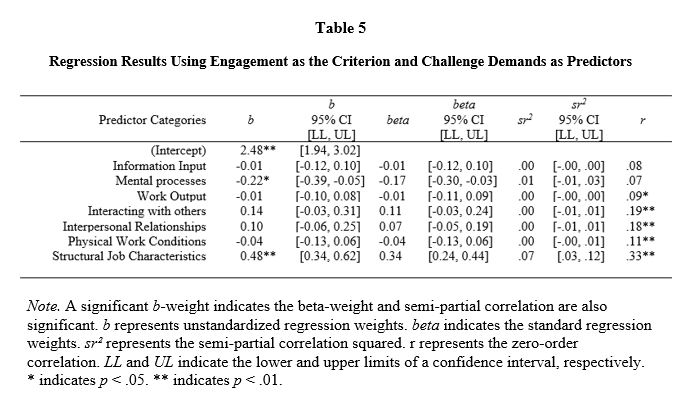 Table 5
Regression Results Using Engagement as the Criterion and Challenge Demands as Predictors
b beta sr²
Predictor Categories b 95% CI beta 95% CI sr² 95% CI r
[LL, UL] [LL, UL] [LL, UL]
(Intercept) 2.48** [1.94, 3.02]
Information Input -0.01 [-0.12, 0.10] -0.01 [-0.12, 0.10] .00 [-.00, .00] .08
Mental processes -0.22* [-0.39, -0.05] -0.17 [-0.30, -0.03] .01 [-.01, .03] .07
Work Output -0.01 [-0.10, 0.08] -0.01 [-0.11, 0.09] .00 [-.00, .00] .09*
Interacting with others 0.14 [-0.03, 0.31] 0.11 [-0.03, 0.24] .00 [-.01, .01] .19**
Interpersonal Relationships 0.10 [-0.06, 0.25] 0.07 [-0.05, 0.19] .00 [-.01, .01] .18**
Physical Work Conditions -0.04 [-0.13, 0.06] -0.04 [-0.13, 0.06] .00 [-.00, .01] .11**
Structural Job Characteristics 0.48** [0.34, 0.62] 0.34 [0.24, 0.44] .07 [.03, .12] .33**
Note. A significant b-weight indicates the beta-weight and semi-partial correlation are also
significant. b represents unstandardized regression weights. beta indicates the standard regression
weights. sr² represents the semi-partial correlation squared. r represents the zero-order
correlation. LL and UL indicate the lower and upper limits of a confidence interval, respectively.
* indicates p < .05. ** indicates p < .01.